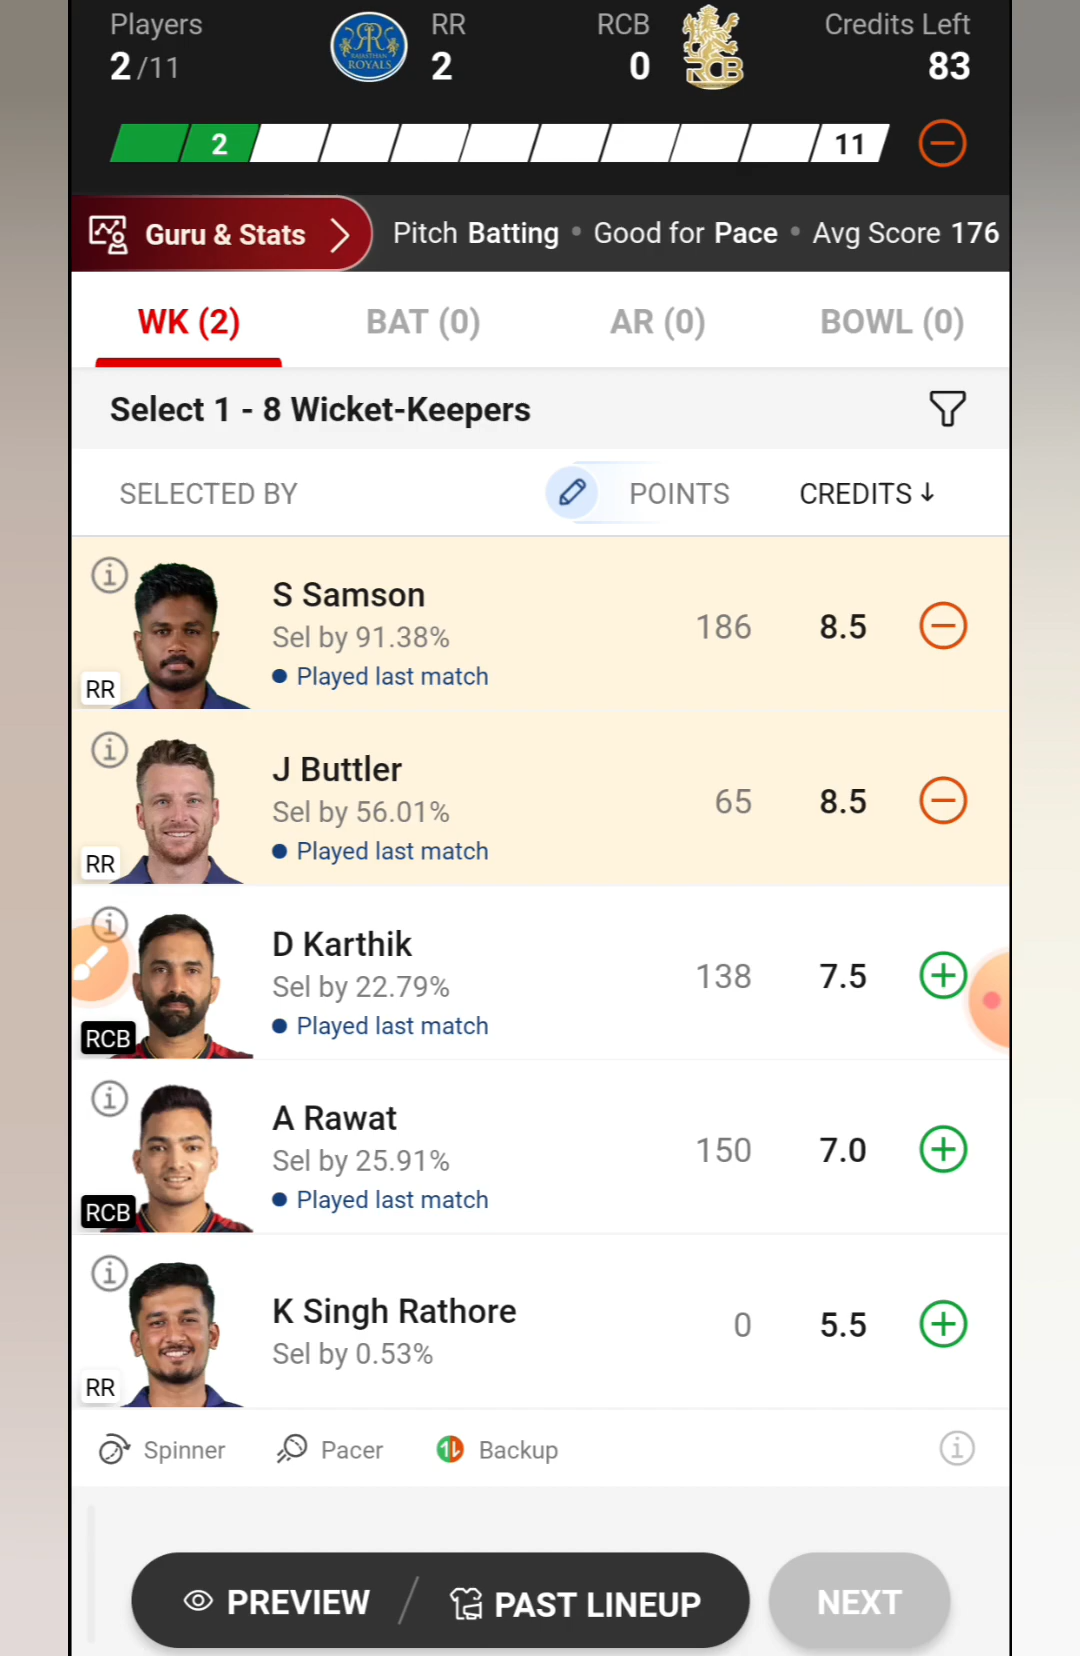 Players RR RCB Credits Left
2/11 2 0 83
RR
RAJASTHAN
ROYALS
RCB
2 11
Guru & Stats Pitch Batting • Good for Pace • Avg Score 176
WK (2) BAT (0) AR (0) BOWL (0)
Select 1 - 8 Wicket-Keepers
SELECTED BY POINTS CREDITS ↓
S Samson
Sel by 91.38% 186 8.5
Played last match
RR
J Buttler
Sel by 56.01% 65 8.5
Played last match
RR
D Karthik
Sel by 22.79% 138 7.5
Played last match
RCB
A Rawat
Sel by 25.91% 150 7.0
Played last match
RCB
K Singh Rathore
Sel by 0.53% 0 5.5
RR
Spinner Pacer Backup
PREVIEW / PAST LINEUP NEXT